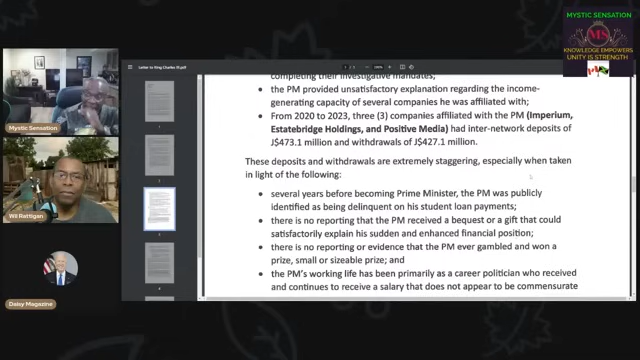 MYSTIC SENSATION
MS
KNOWLEDGE EMPOWERS
UNITY IS STRENGTH
Letter to King Charles III.pdf
completing their investigative mandates;
• the PM provided unsatisfactory explanation regarding the income-
generating capacity of several companies he was affiliated with;
• From 2020 to 2023, three (3) companies affiliated with the PM (Imperium,
Estatebridge Holdings, and Positive Media) had inter-network deposits of
J$473.1 million and withdrawals of J$427.1 million.
These deposits and withdrawals are extremely staggering, especially when taken
in light of the following:
• several years before becoming Prime Minister, the PM was publicly
identified as being delinquent on his student loan payments;
• there is no reporting that the PM received a bequest or a gift that could
satisfactorily explain his sudden and enhanced financial position;
• there is no reporting or evidence that the PM ever gambled and won a
prize, small or sizeable prize; and
• the PM's working life has been primarily as a career politician who received
and continues to receive a salary that does not appear to be commensurate
Mystic Sensation
Wil Rattigan
Daisy Magazine